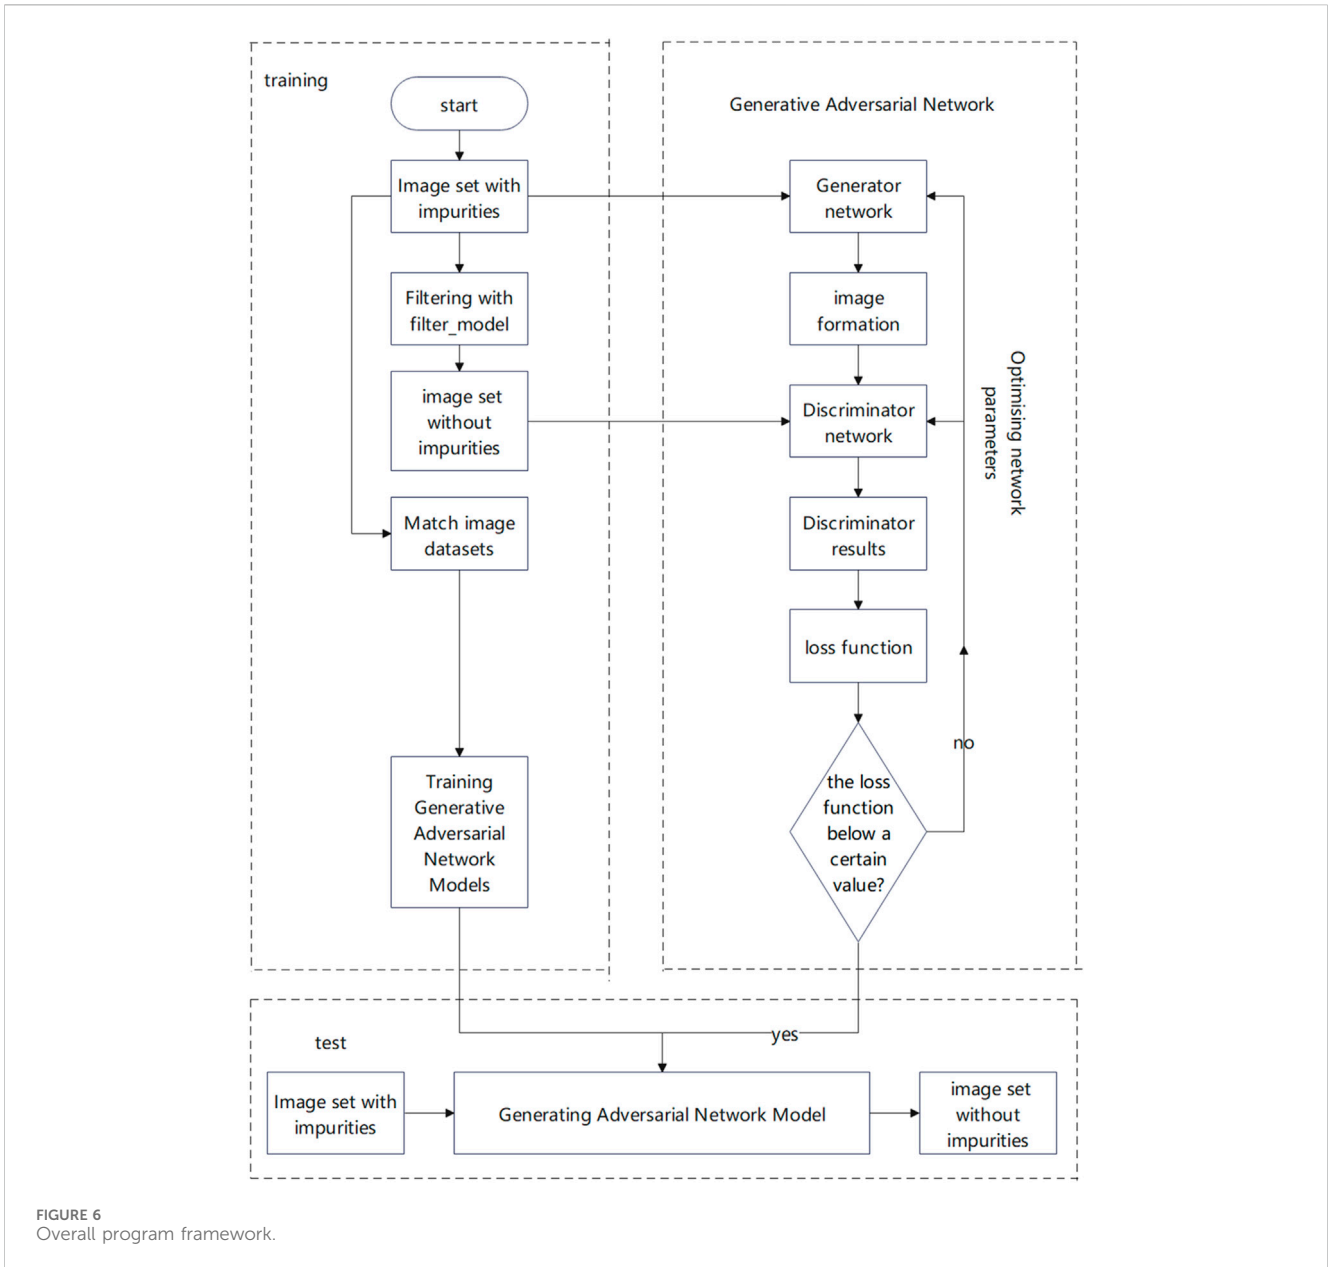 training
start
Image set with
impurities
Filtering with
filter_model
image set
without
impurities
Match image
datasets
Training
Generative
Adversarial
Network
Models
Generative Adversarial Network
Generator
network
image
formation
Discriminator
network
Discriminator
results
loss function
the loss
function
below a
certain
value?
no
Optimising network
parameters
yes
test
Image set with
impurities
Generating Adversarial Network Model
image set
without
impurities
FIGURE 6
Overall program framework.